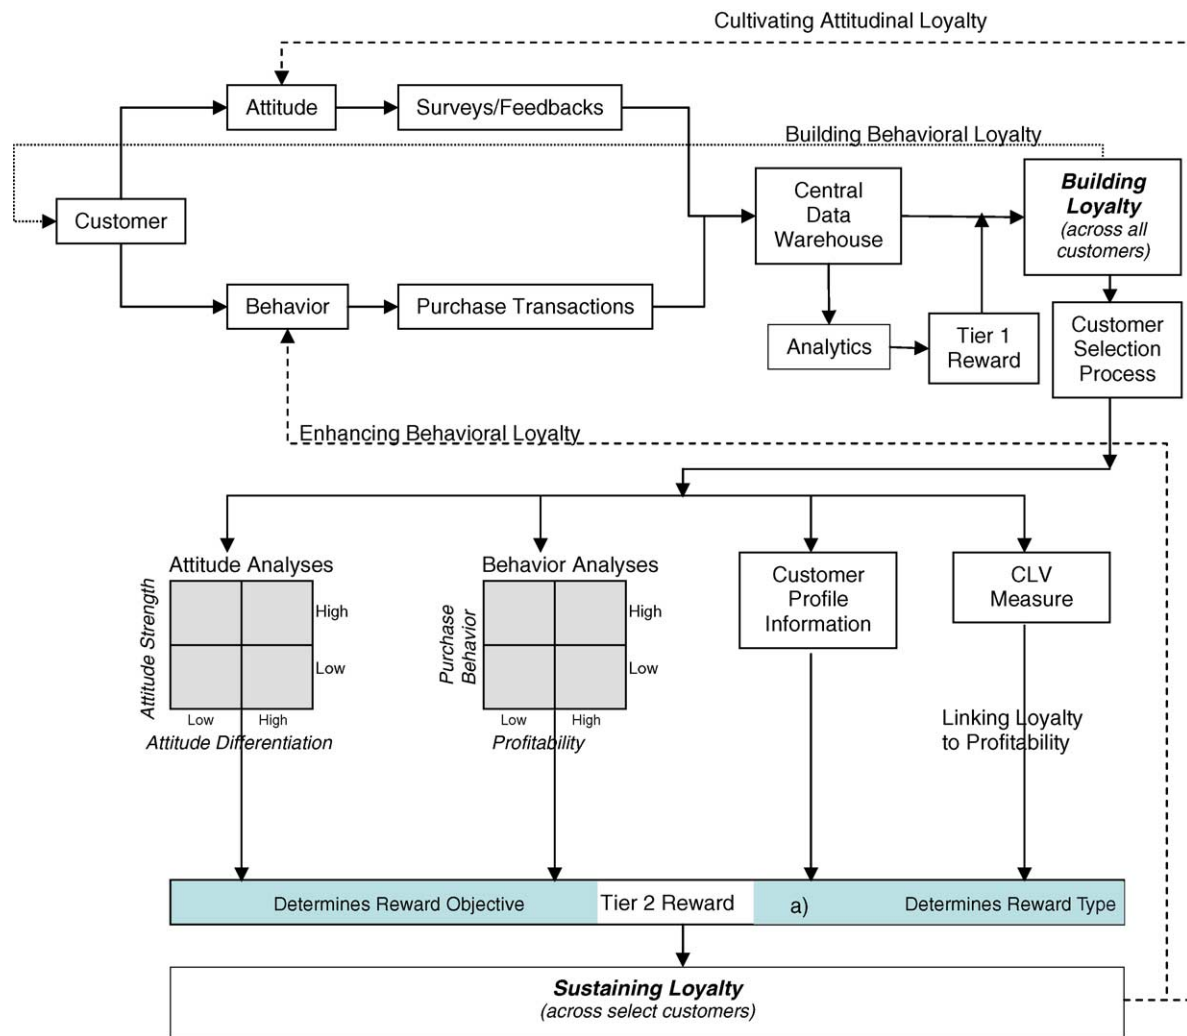 Cultivating Attitudinal Loyalty
Attitude
Surveys/Feedbacks
Building Behavioral Loyalty
Customer
Central
Data
Warehouse
Building
Loyalty
(across all
customers)
Behavior
Purchase Transactions
Analytics
Tier 1
Reward
Customer
Selection
Process
Enhancing Behavioral Loyalty
Attitude Analyses
Attitude Strength
High
Low
Low
High
Attitude Differentiation
Behavior Analyses
Purchase
Behavior
High
Low
Low
High
Profitability
Customer
Profile
Information
CLV
Measure
Linking Loyalty
to Profitability
Determines Reward Objective
Tier 2 Reward
a)
Determines Reward Type
Sustaining Loyalty
(across select customers)